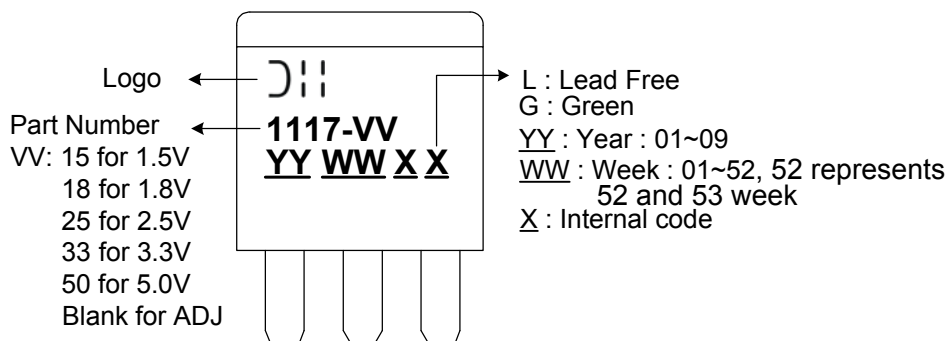 Logo
Part Number
VV: 15 for 1.5V
18 for 1.8V
25 for 2.5V
33 for 3.3V
50 for 5.0V
Blank for ADJ
1117-VV
YY WW X X
L : Lead Free
G : Green
YY : Year : 01~09
WW : Week : 01~52, 52 represents
52 and 53 week
X : Internal code